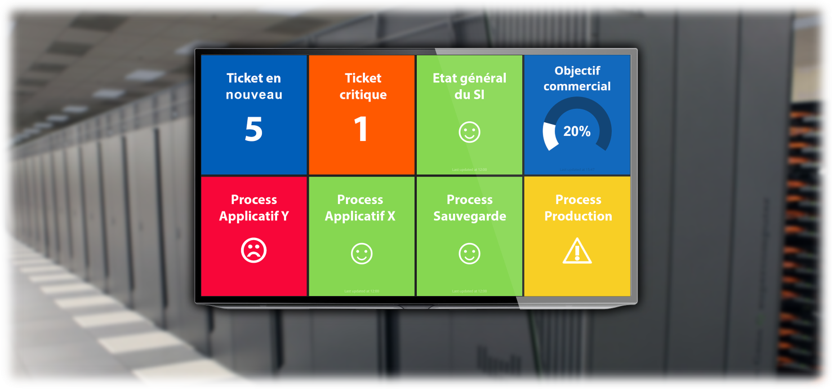 Ticket en
nouveau
5
Ticket
critique
1
Etat général
du SI
Objectif
commercial
20%
Process
Applicatif Y
Process
Applicatif X
Process
Sauvegarde
Process
Production